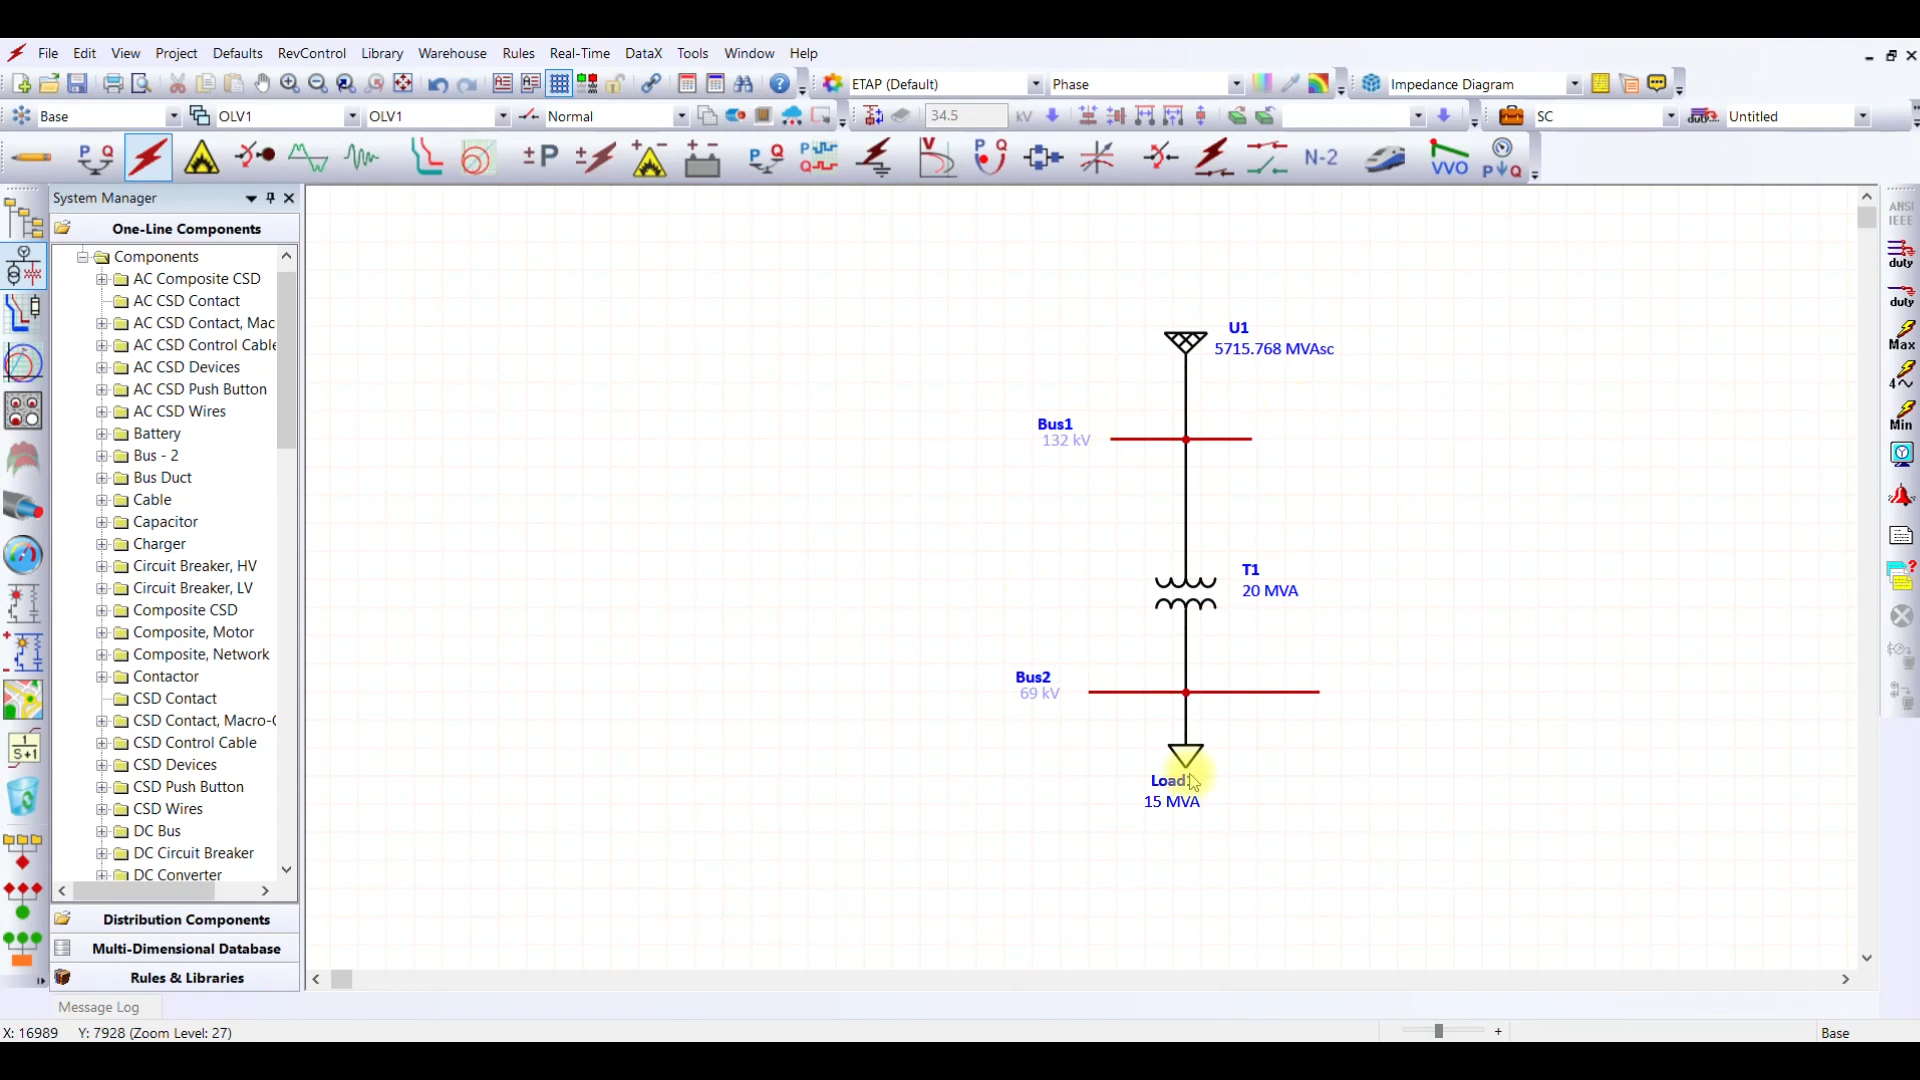 File Edit View Project Defaults RevControl Library Warehouse Rules Real-Time DataX Tools Window Help
ETAP (Default) Phase Impedance Diagram
Base OLV1 OLV1 Normal 34.5 kV SC Untitled
P Q ±P P Q P Q V P Q N-2 VVO P Q
System Manager
One-Line Components
Components
AC Composite CSD
AC CSD Contact
AC CSD Contact, Mac
AC CSD Control Cable
AC CSD Devices
AC CSD Push Button
AC CSD Wires
Battery
Bus - 2
Bus Duct
Cable
Capacitor
Charger
Circuit Breaker, HV
Circuit Breaker, LV
Composite CSD
Composite, Motor
Composite, Network
Contactor
CSD Contact
CSD Contact, Macro-C
CSD Control Cable
CSD Devices
CSD Push Button
CSD Wires
DC Bus
DC Circuit Breaker
DC Converter
Distribution Components
Multi-Dimensional Database
Rules & Libraries
1
S+1
U1
5715.768 MVAsc
Bus1
132 kV
T1
20 MVA
Bus2
69 kV
Load1
15 MVA
ANSI
IEEE
duty
duty
Max
4
Min
Message Log
X: 16989 Y: 7928 (Zoom Level: 27)
+
Base